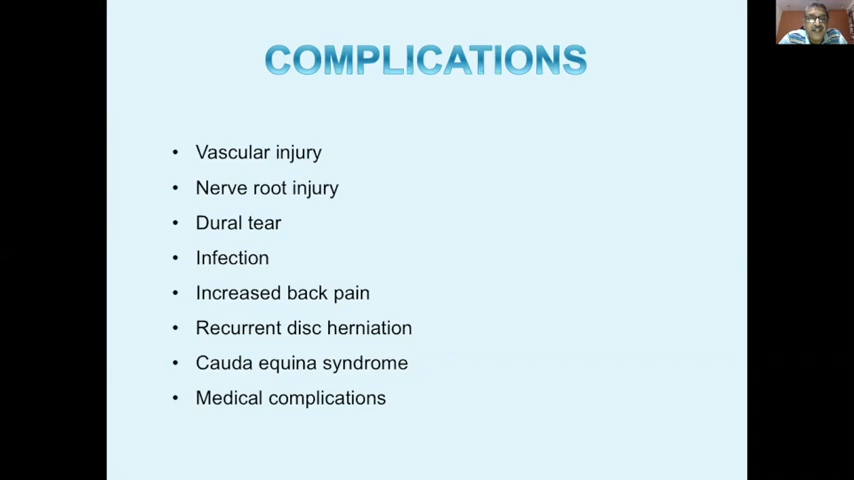 COMPLICATIONS
• Vascular injury
• Nerve root injury
• Dural tear
• Infection
• Increased back pain
• Recurrent disc herniation
• Cauda equina syndrome
• Medical complications